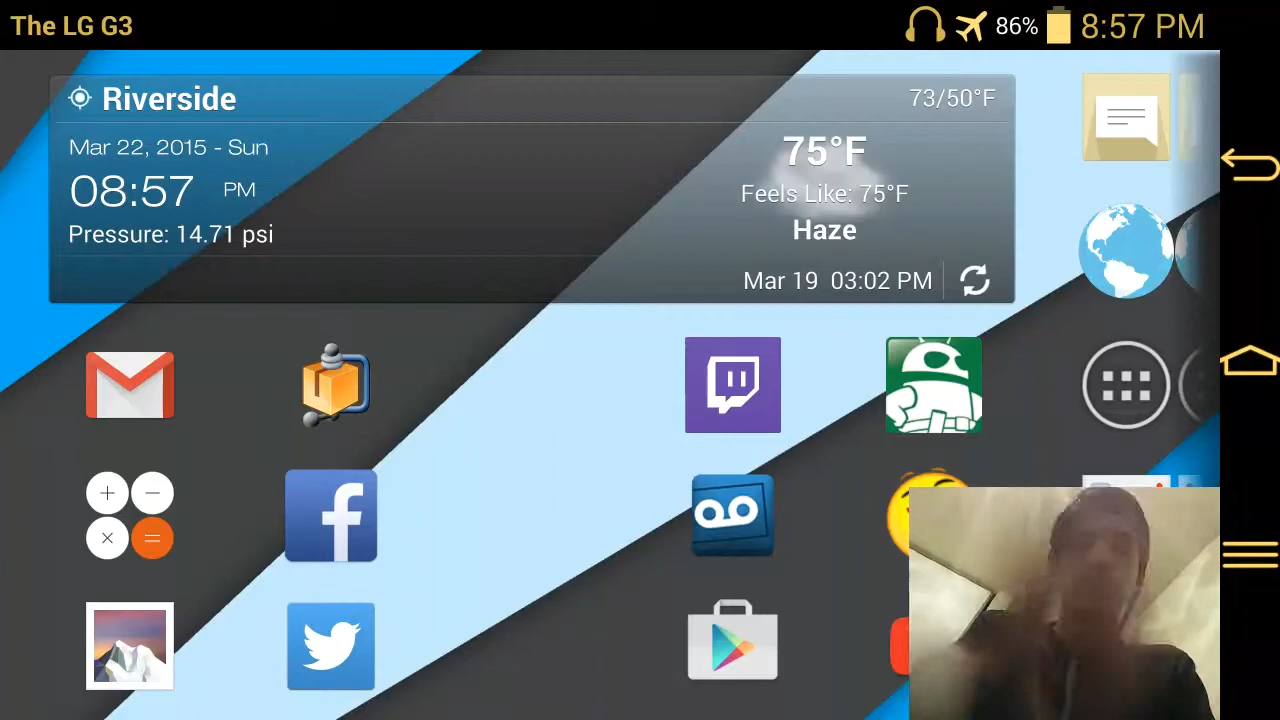 The LG G3
86%
8:57 PM
Riverside
73/50°F
Mar 22, 2015 - Sun
08:57 PM
Pressure: 14.71 psi
75°F
Feels Like: 75°F
Haze
Mar 19 03:02 PM